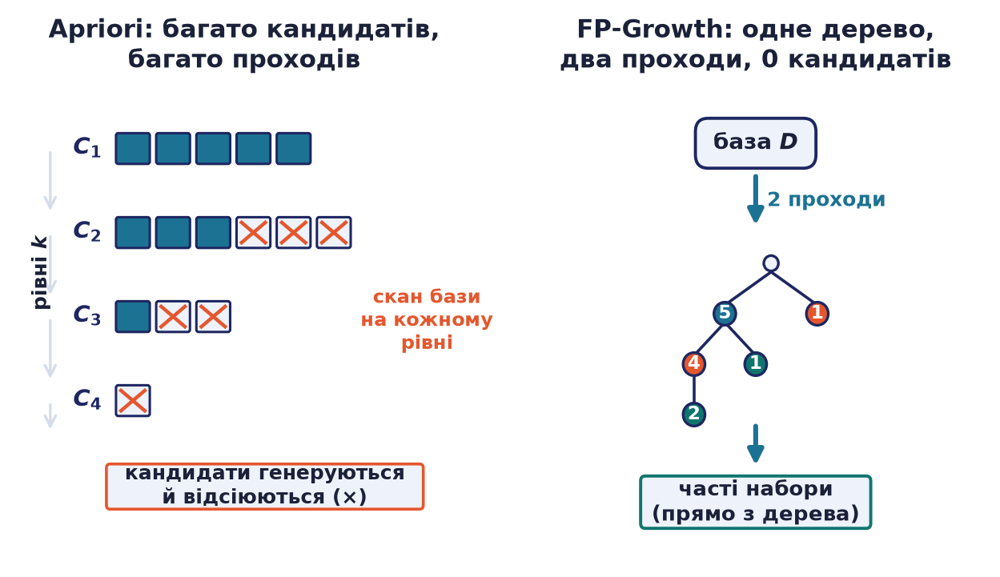 Apriori: багато кандидатів,
багато проходів
C1
C2
C3
C4
рівні k
скан бази
на кожному
рівні
кандидати генеруються
й відсіюються (×)
FP-Growth: одне дерево,
два проходи, 0 кандидатів
база D
2 проходи
5
1
4
1
2
часті набори
(прямо з дерева)